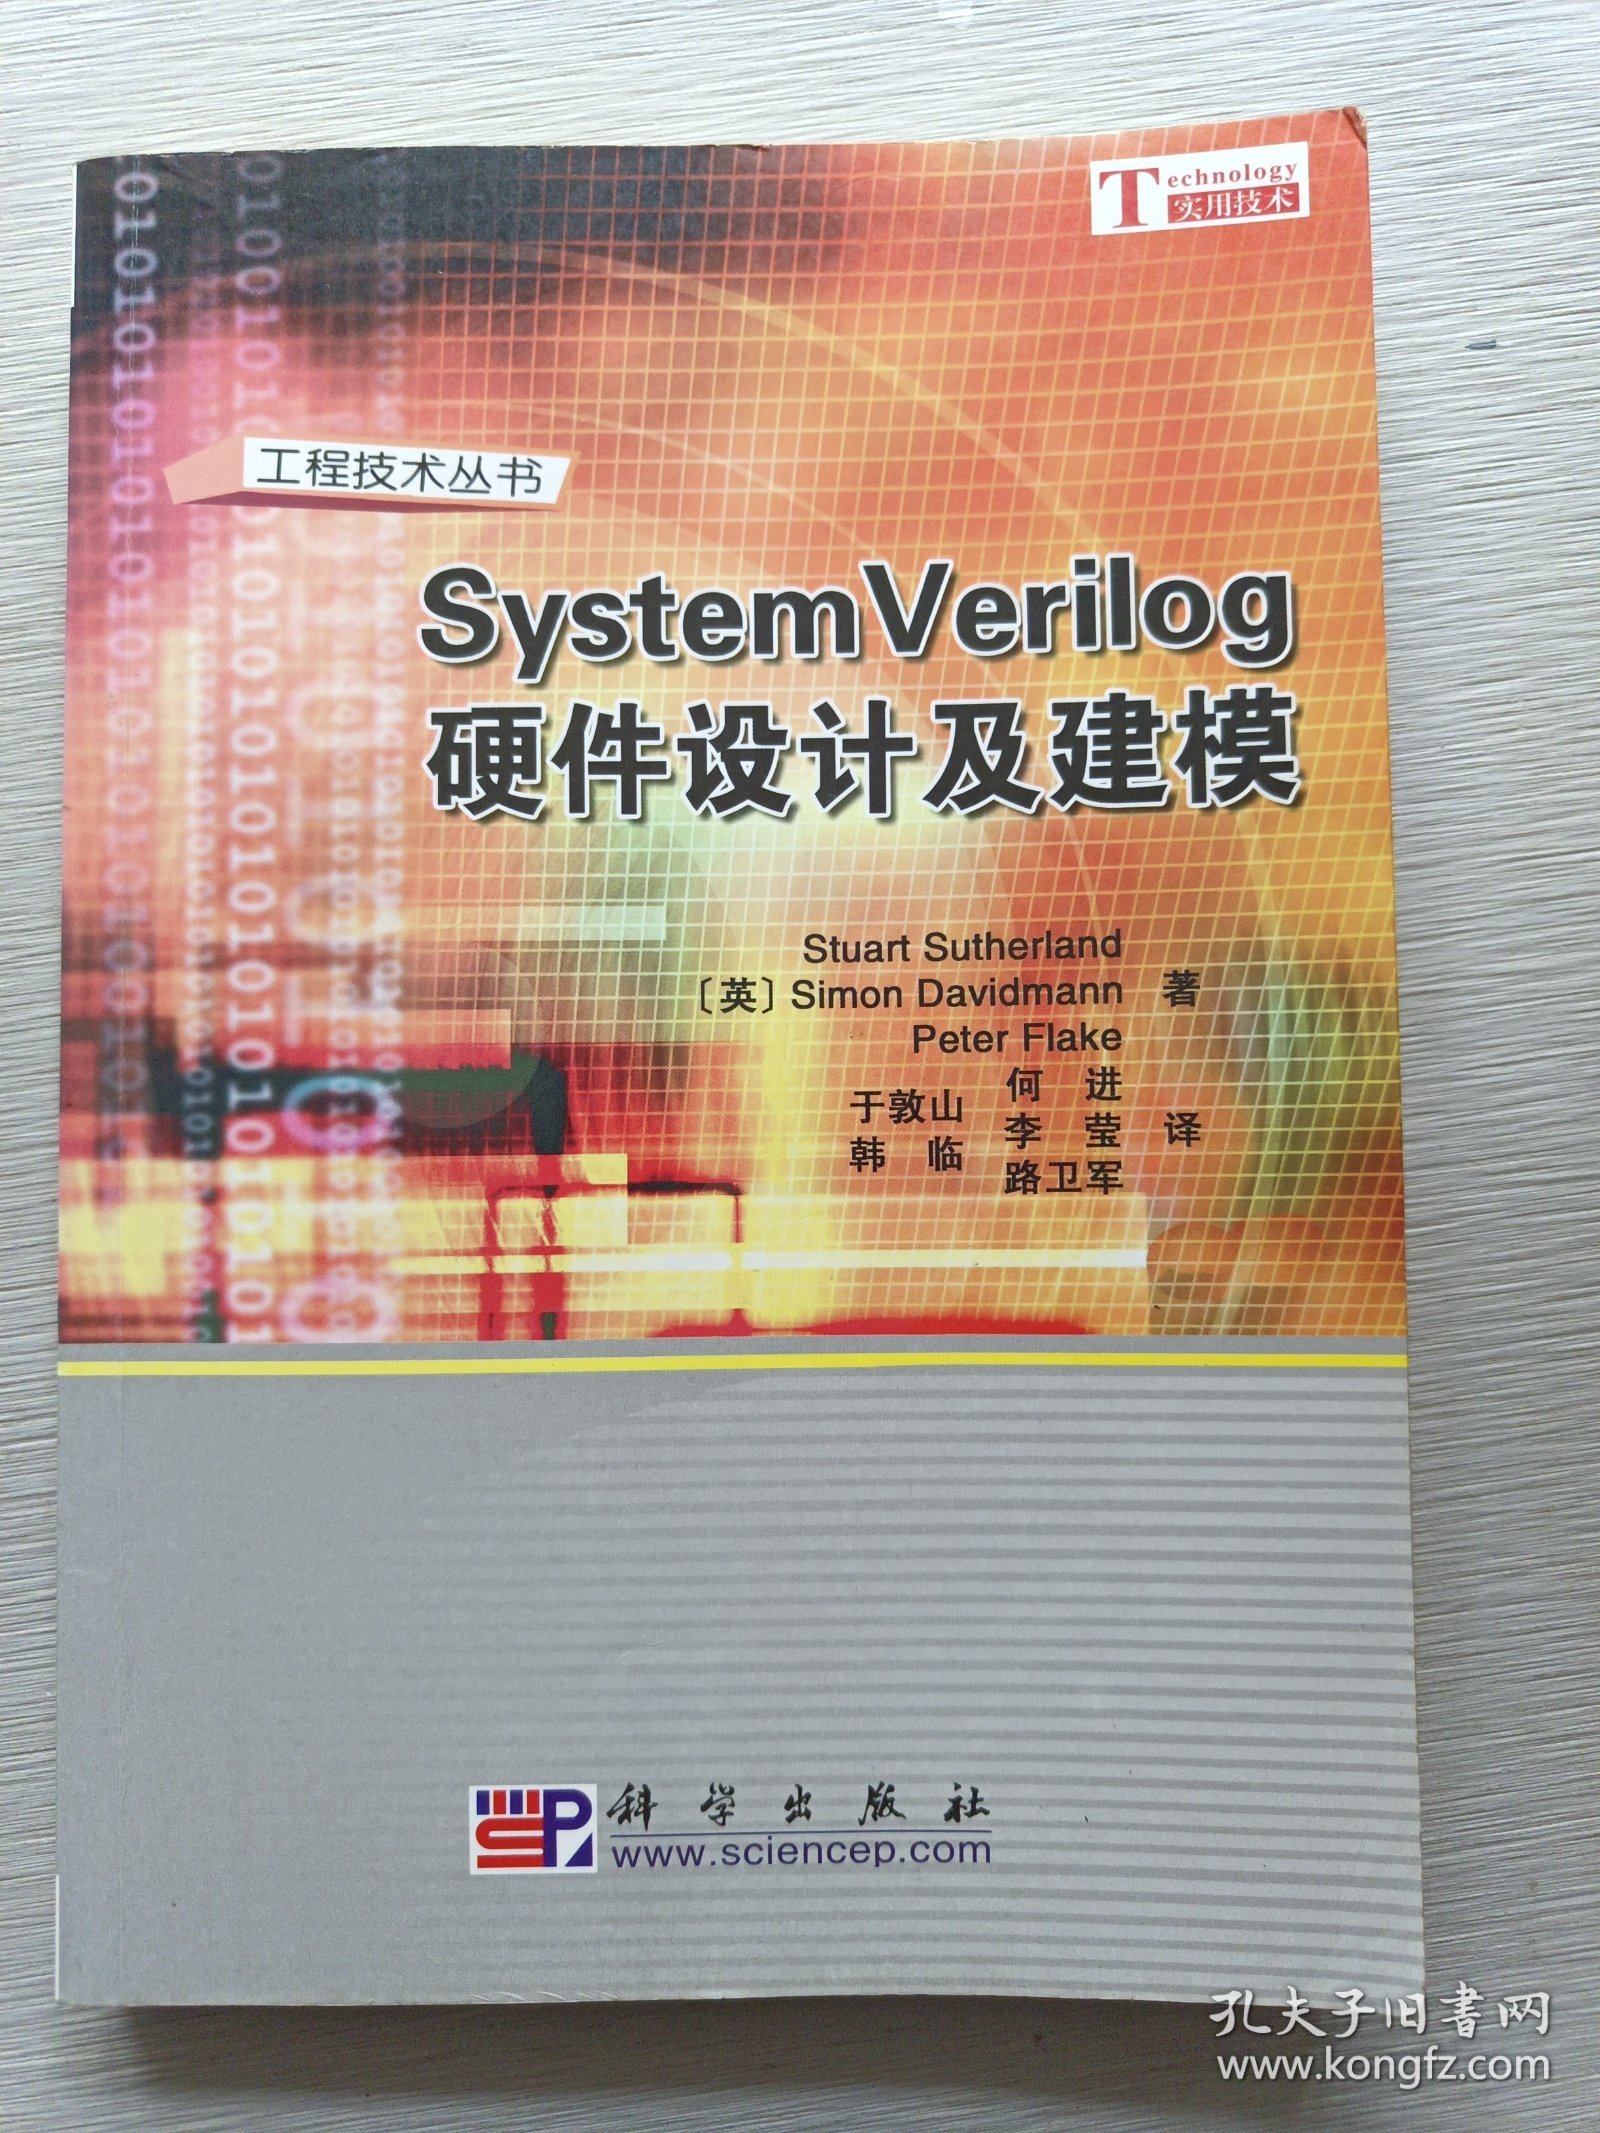 Technology
实用技术
工程技术丛书
SystemVerilog
硬件设计及建模
Stuart Sutherland
〔英〕Simon Davidmann 著
Peter Flake
于敦山 何进
韩临 李莹 译
路卫军
科学出版社
www.sciencep.com
孔夫子旧书网
www.kongfz.com